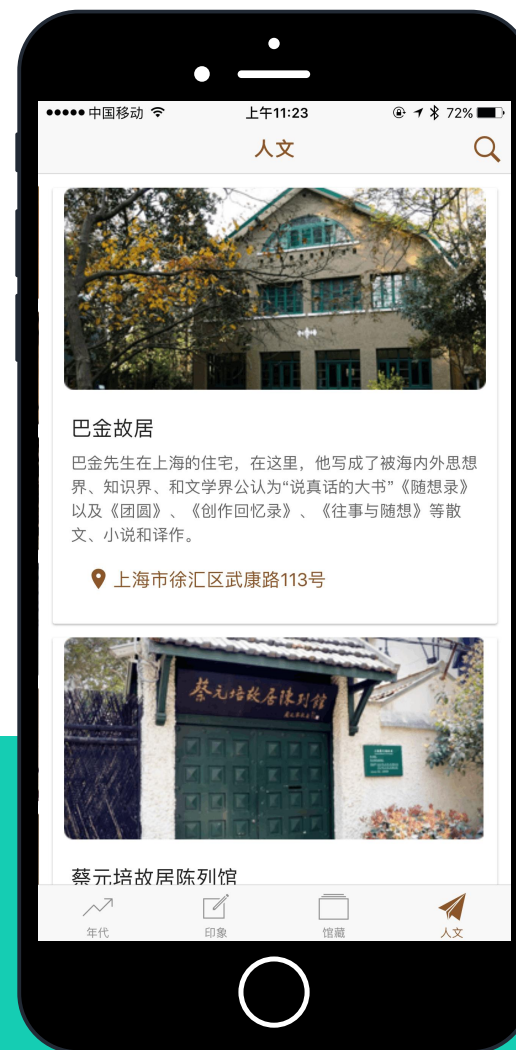 中国移动
上午11:23
72%
人文
巴金故居
巴金先生在上海的住宅，在这里，他写成了被海内外思想
界、知识界、和文学界公认为“说真话的大书”《随想录》
以及《团圆》、《创作回忆录》、《往事与随想》等散
文、小说和译作。
上海市徐汇区武康路113号
蔡元培故居陈列馆
蔡元培故居陳列館
年代
印象
馆藏
人文